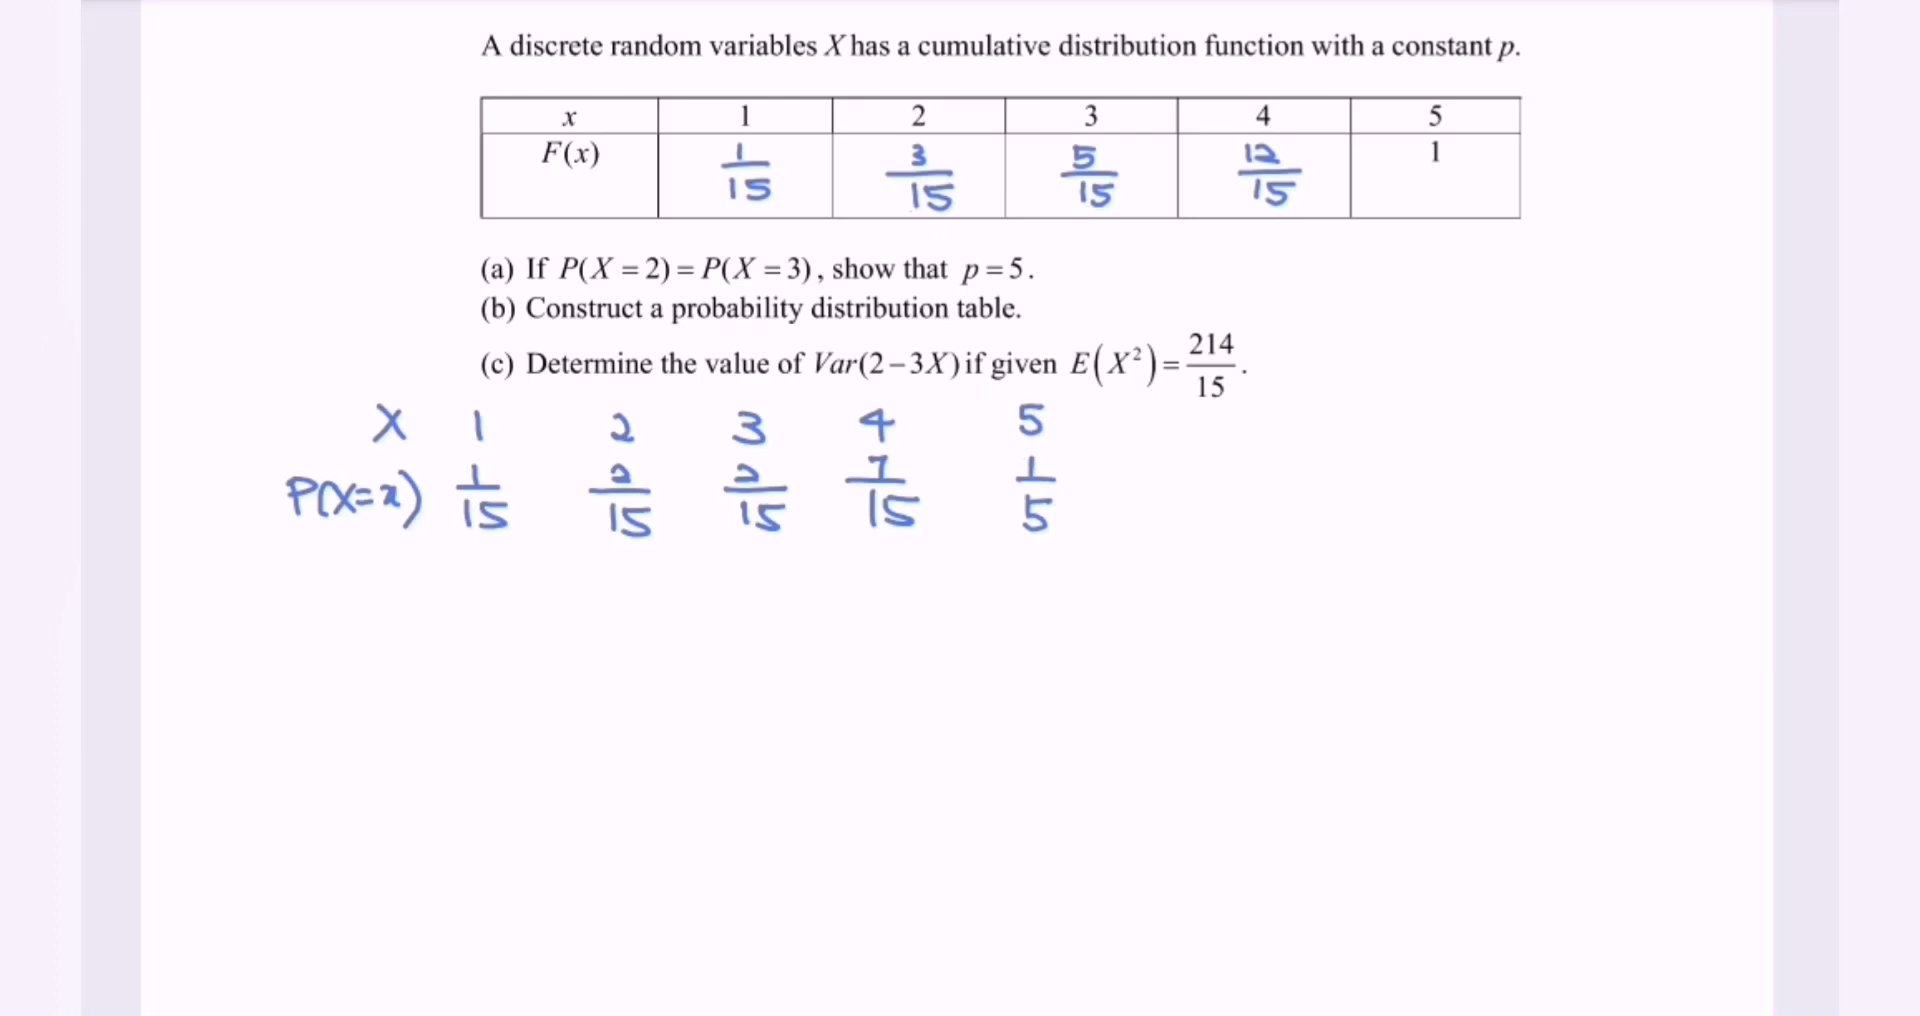 A discrete random variables X has a cumulative distribution function with a constant p.
x 1 2 3 4 5
F(x) 1/15 3/15 5/15 12/15 1
(a) If P(X = 2) = P(X = 3), show that p = 5.
(b) Construct a probability distribution table.
(c) Determine the value of Var(2 − 3X) if given E(X²) = 214/15.
X 1 2 3 4 5
P(X=x) 1/15 2/15 2/15 7/15 1/5